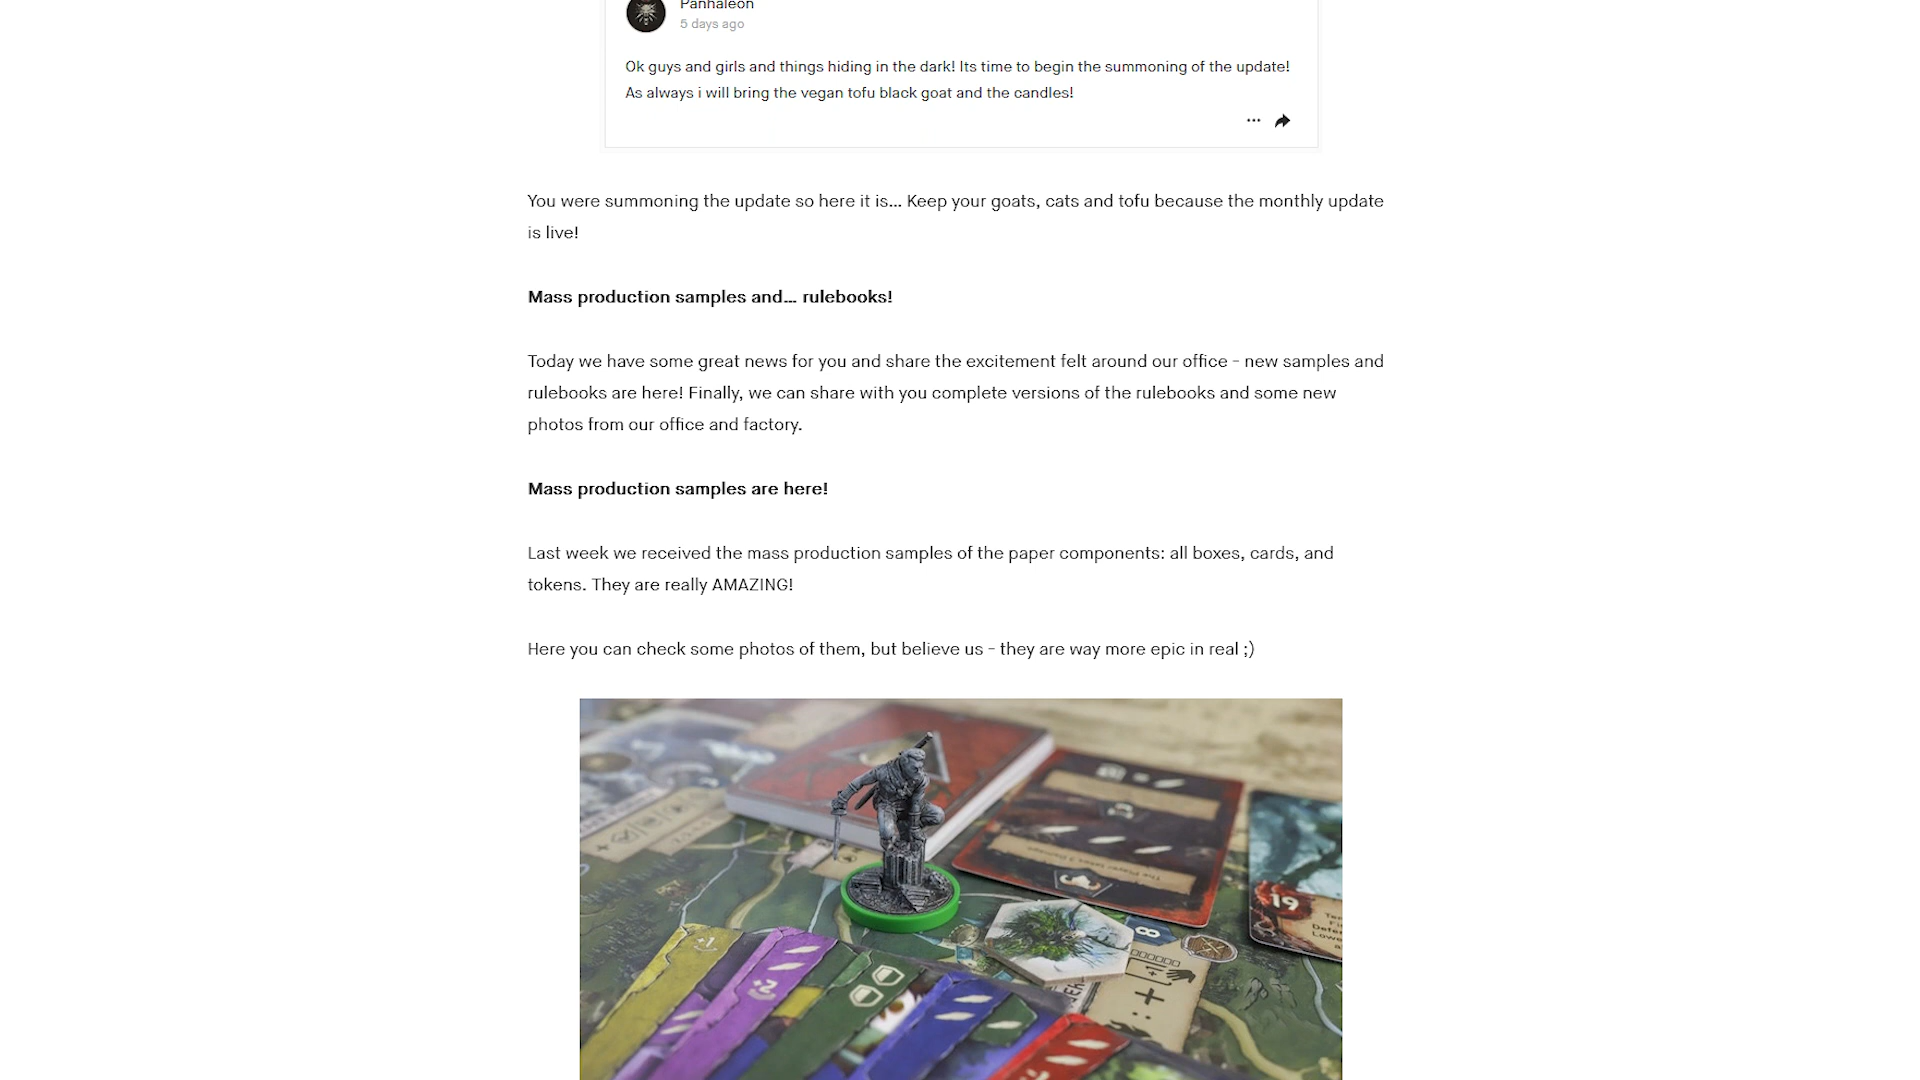 Panhaleon
5 days ago
Ok guys and girls and things hiding in the dark! Its time to begin the summoning of the update!
As always i will bring the vegan tofu black goat and the candles!
You were summoning the update so here it is... Keep your goats, cats and tofu because the monthly update
is live!
Mass production samples and... rulebooks!
Today we have some great news for you and share the excitement felt around our office - new samples and
rulebooks are here! Finally, we can share with you complete versions of the rulebooks and some new
photos from our office and factory.
Mass production samples are here!
Last week we received the mass production samples of the paper components: all boxes, cards, and
tokens. They are really AMAZING!
Here you can check some photos of them, but believe us - they are way more epic in real ;)
19
8
+1
+2
+1